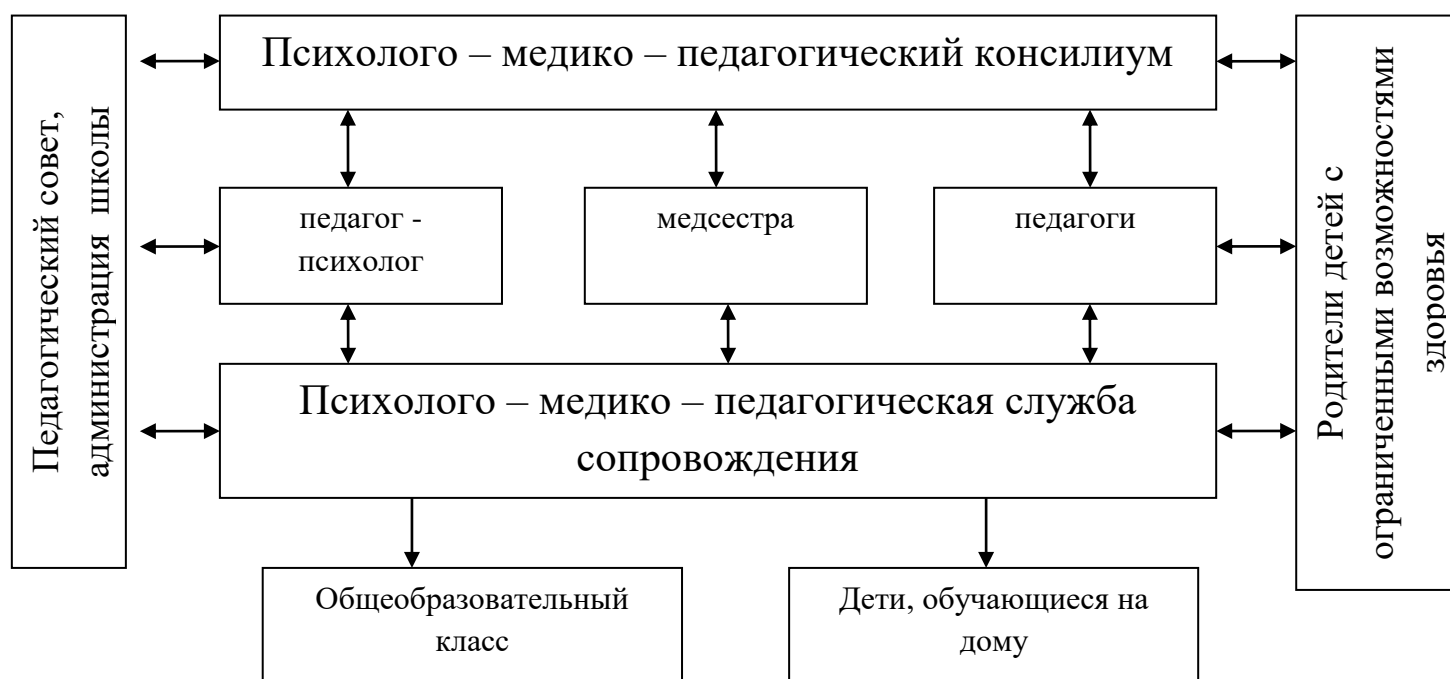 Педагогический совет,
администрация школы
Психолого – медико – педагогический консилиум
педагог -
психолог
медсестра
педагоги
Психолого – медико – педагогическая служба
сопровождения
Общеобразовательный
класс
Дети, обучающиеся на
дому
Родители детей с
ограниченными возможностями
здоровья